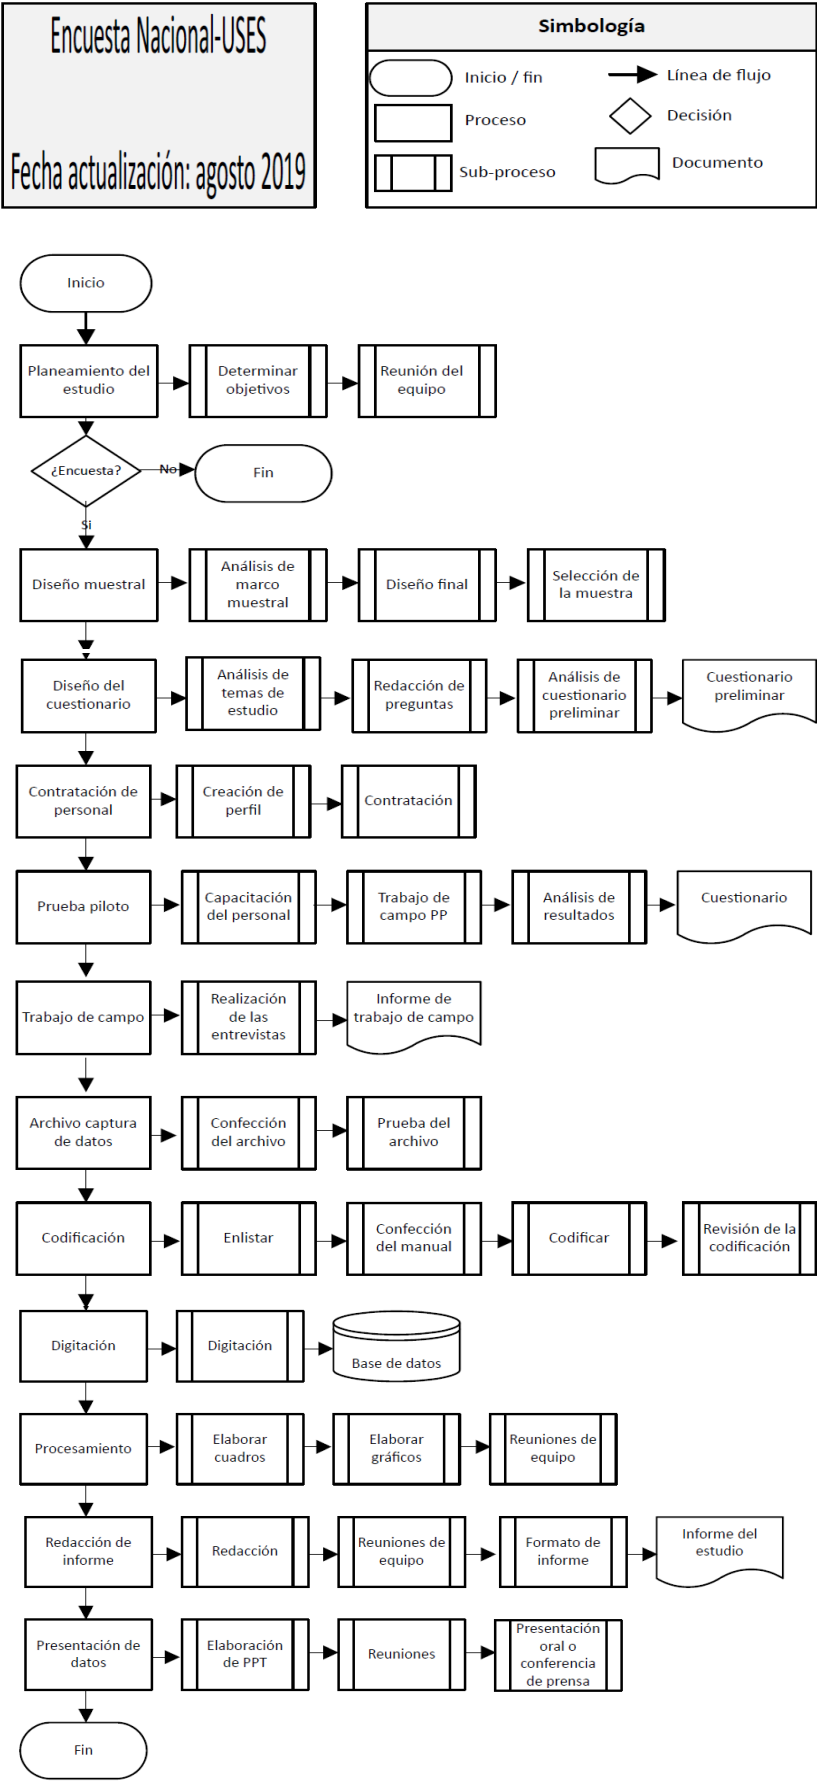 Encuesta Nacional-USES
Fecha actualización: agosto 2019
Simbología
Inicio / fin
Línea de flujo
Proceso
Decisión
Sub-proceso
Documento
Inicio
Planeamiento del
estudio
Determinar
objetivos
Reunión del
equipo
¿Encuesta?
No
Fin
Si
Diseño muestral
Análisis de
marco
muestral
Diseño final
Selección de
la muestra
Diseño del
cuestionario
Análisis de
temas de
estudio
Redacción de
preguntas
Análisis de
cuestionario
preliminar
Cuestionario
preliminar
Contratación de
personal
Creación de
perfil
Contratación
Prueba piloto
Capacitación
del personal
Trabajo de
campo PP
Análisis de
resultados
Cuestionario
Trabajo de campo
Realización
de las
entrevistas
Informe de
trabajo de campo
Archivo captura
de datos
Confección
del archivo
Prueba del
archivo
Codificación
Enlistar
Confección
del manual
Codificar
Revisión de la
codificación
Digitación
Digitación
Base de datos
Procesamiento
Elaborar
cuadros
Elaborar
gráficos
Reuniones de
equipo
Redacción de
informe
Redacción
Reuniones de
equipo
Formato de
informe
Informe del
estudio
Presentación de
datos
Elaboración
de PPT
Reuniones
Presentación
oral o
conferencia
de prensa
Fin